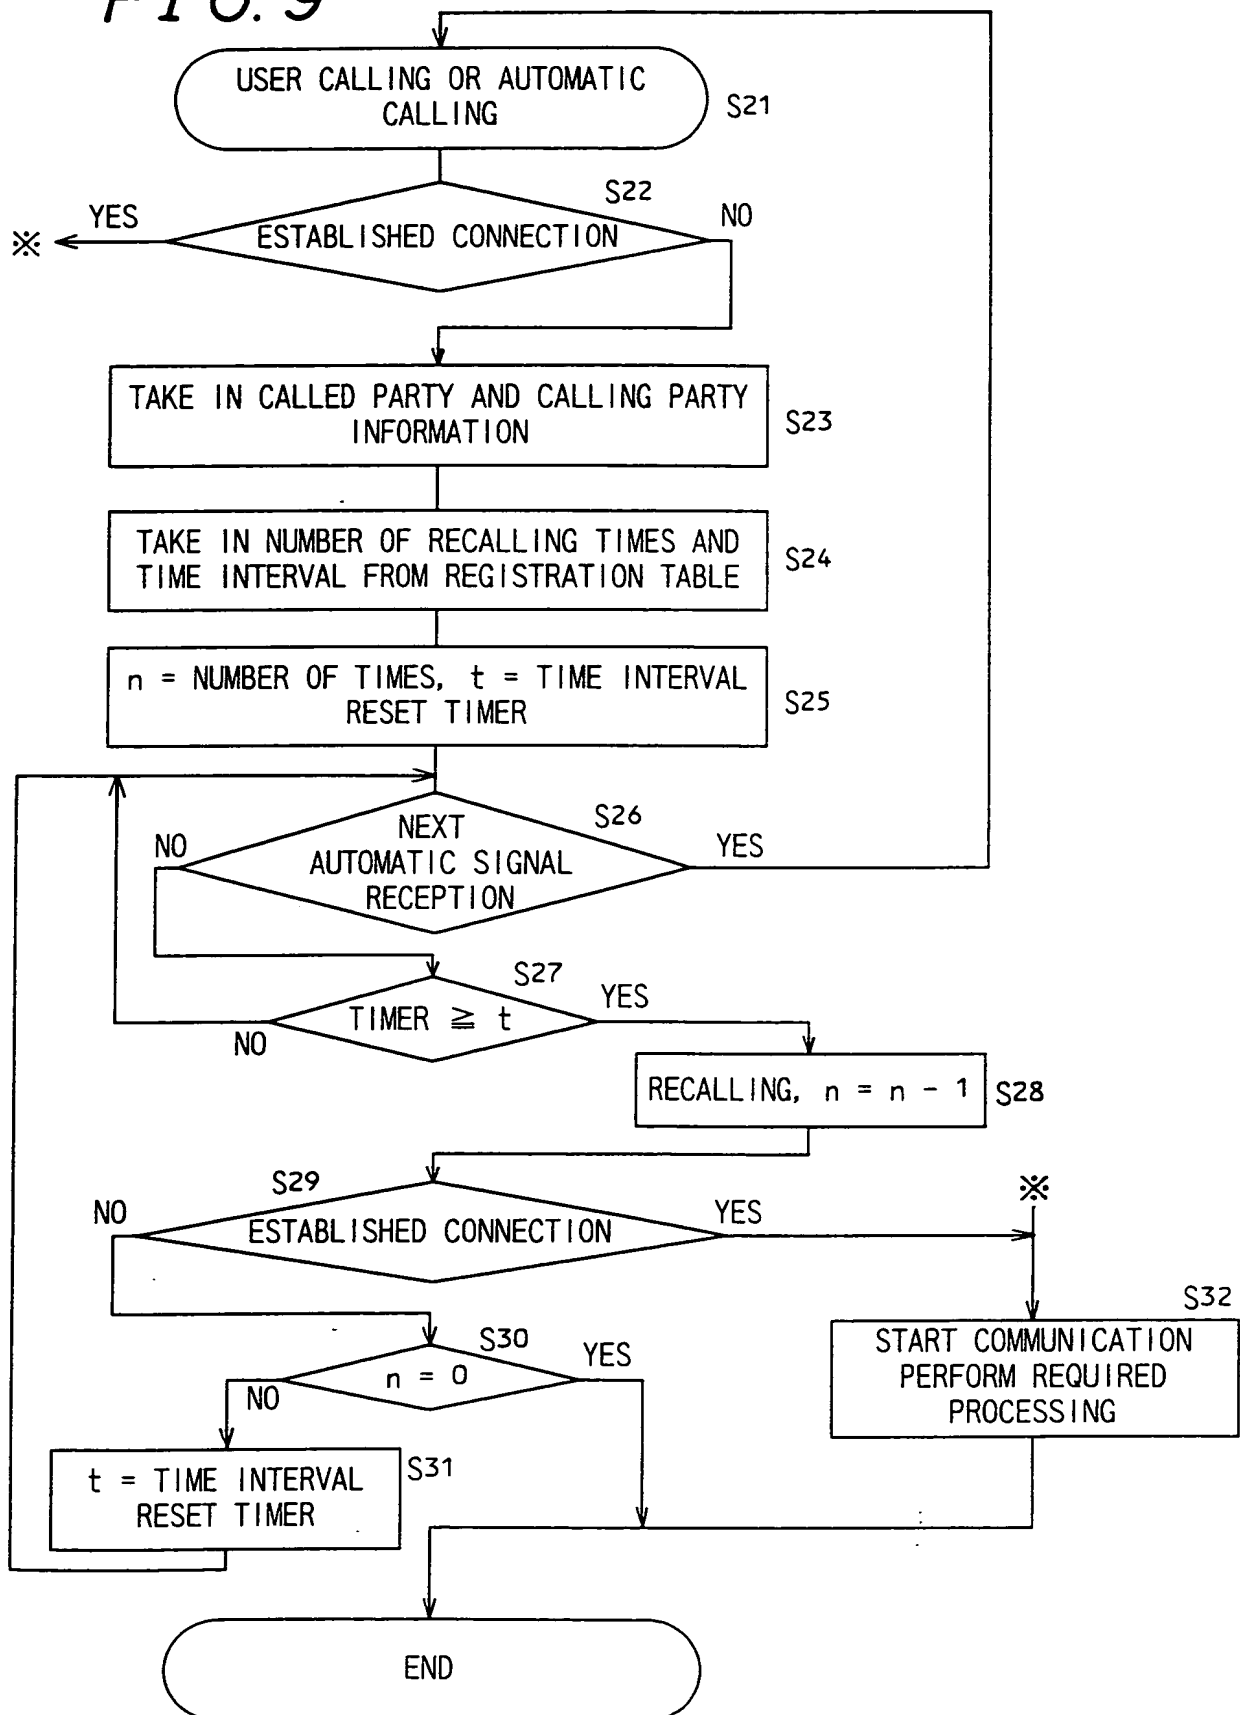 FIG. 9
USER CALLING OR AUTOMATIC
CALLING
S21
S22
YES
NO
※
ESTABLISHED CONNECTION
TAKE IN CALLED PARTY AND CALLING PARTY
INFORMATION
S23
TAKE IN NUMBER OF RECALLING TIMES AND
TIME INTERVAL FROM REGISTRATION TABLE
S24
n = NUMBER OF TIMES, t = TIME INTERVAL
RESET TIMER
S25
S26
NO
YES
NEXT
AUTOMATIC SIGNAL
RECEPTION
S27
YES
TIMER ≧ t
NO
RECALLING, n = n - 1
S28
S29
※
NO
YES
ESTABLISHED CONNECTION
S32
S30
YES
n = 0
NO
START COMMUNICATION
PERFORM REQUIRED
PROCESSING
S31
t = TIME INTERVAL
RESET TIMER
END